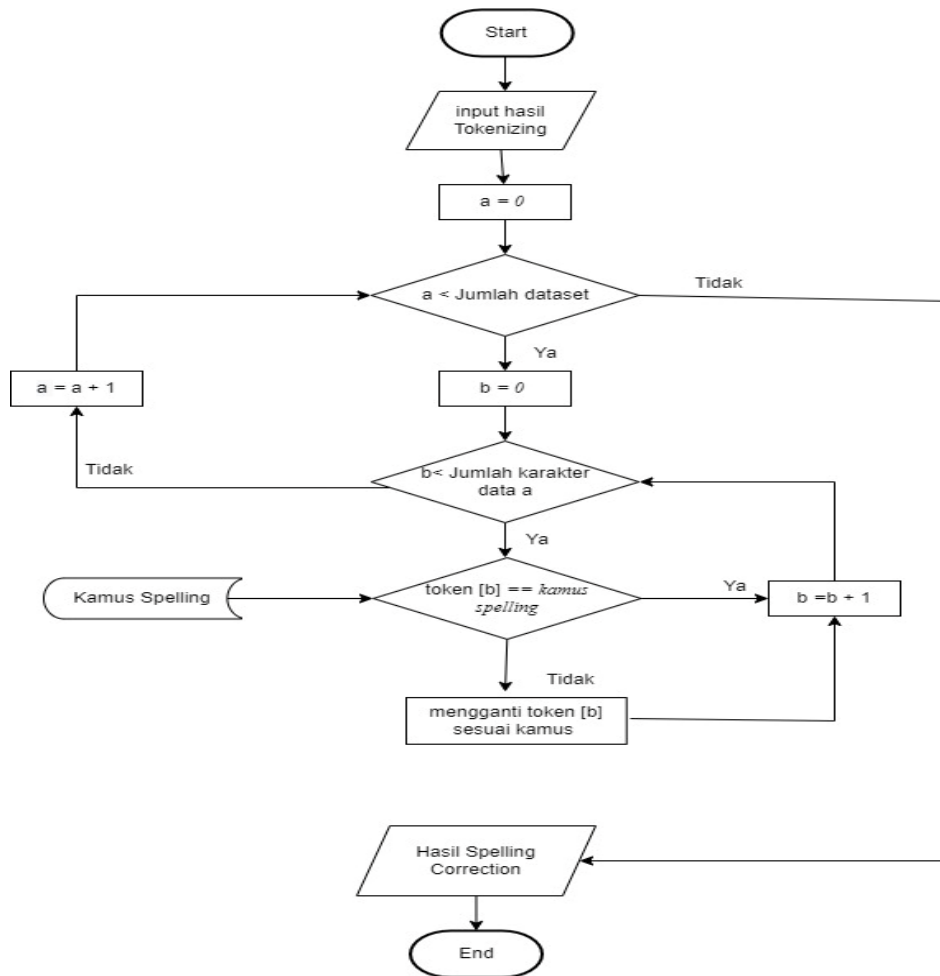 Start
input hasil
Tokenizing
a = 0
a < Jumlah dataset
Tidak
Ya
a = a + 1
b = 0
Tidak
b< Jumlah karakter
data a
Ya
Kamus Spelling
token [b] == kamus
spelling
Ya
b =b + 1
Tidak
mengganti token [b]
sesuai kamus
Hasil Spelling
Correction
End